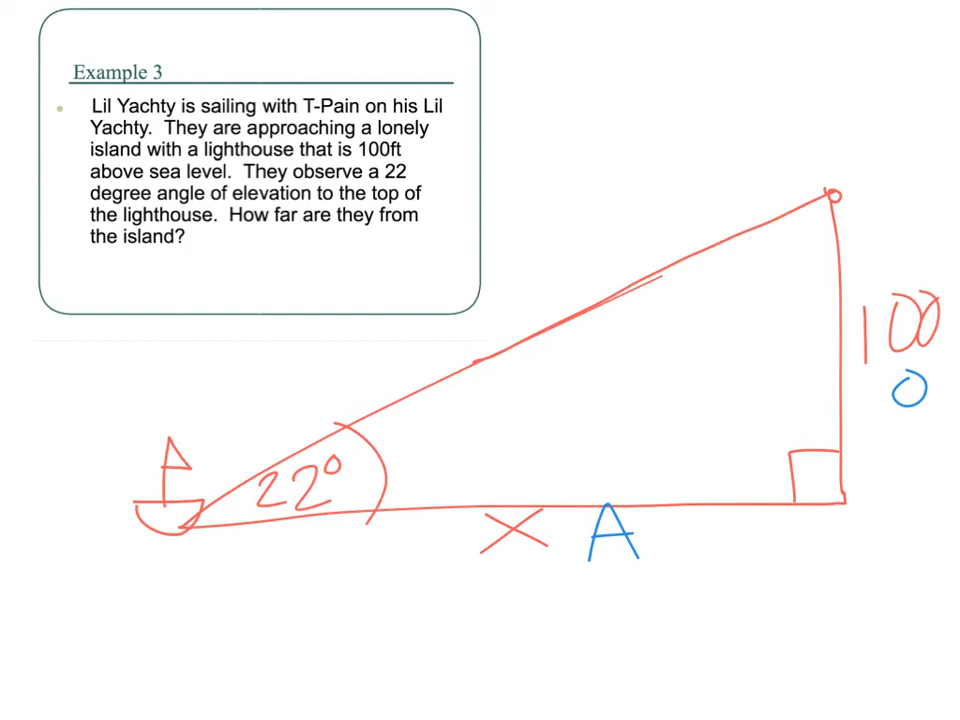 Example 3
Lil Yachty is sailing with T-Pain on his Lil
Yachty. They are approaching a lonely
island with a lighthouse that is 100ft
above sea level. They observe a 22
degree angle of elevation to the top of
the lighthouse. How far are they from
the island?
100
O
22°
X A